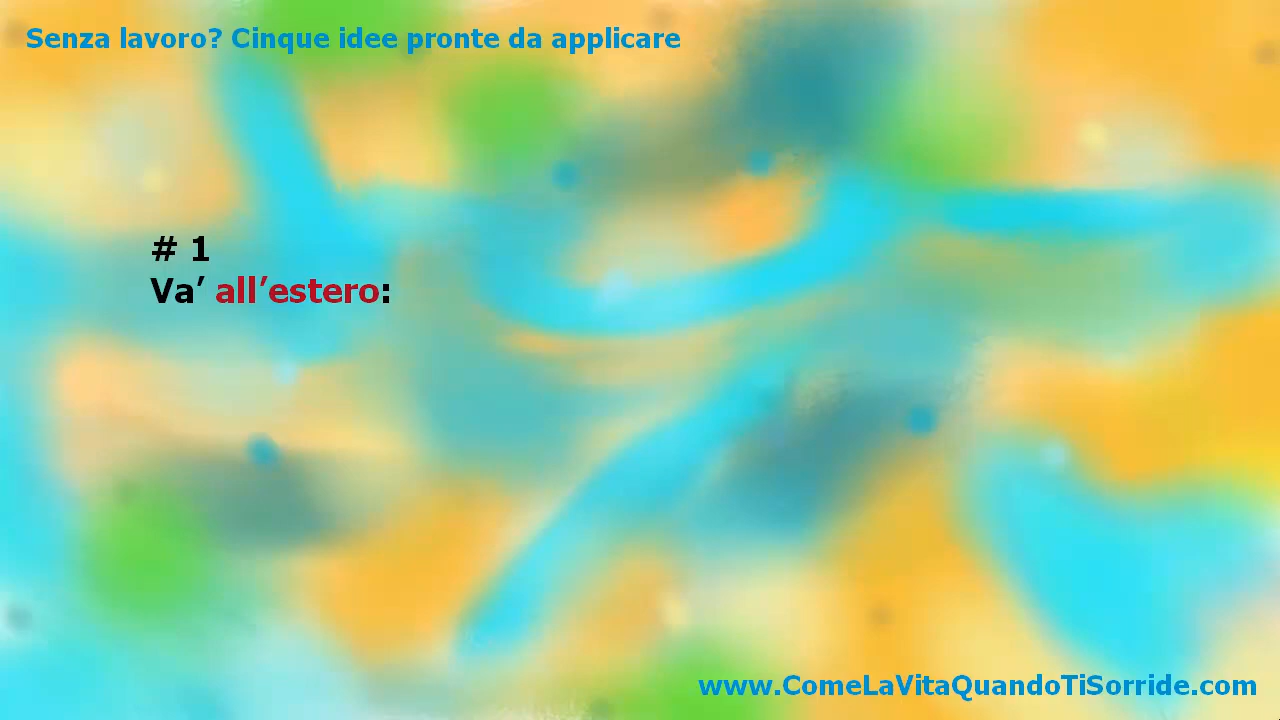 Senza lavoro? Cinque idee pronte da applicare
# 1
Va’ all’estero:
www.ComeLaVitaQuandoTiSorride.com